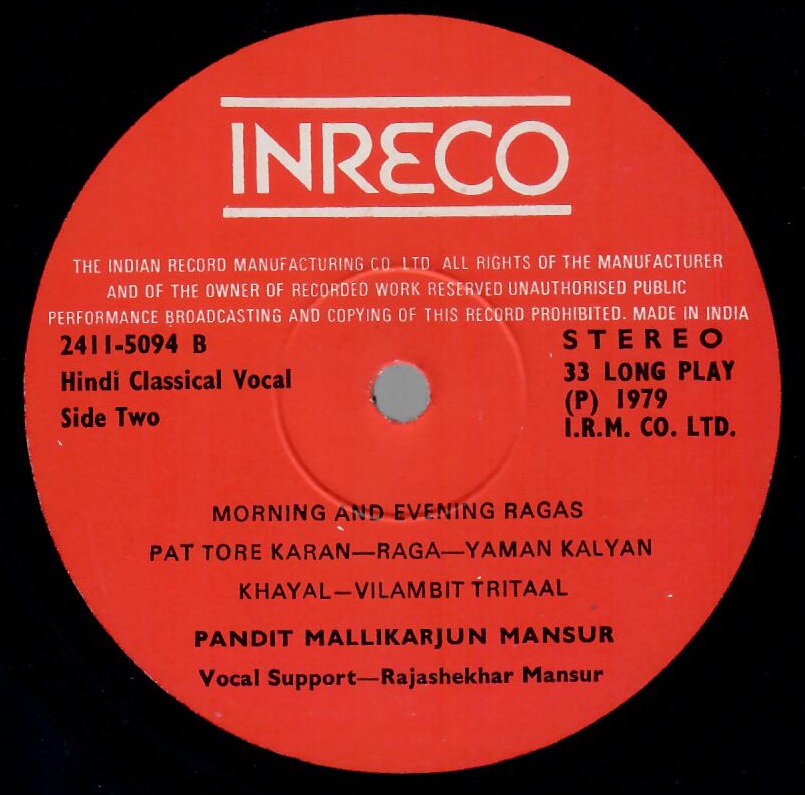 INRECO
THE INDIAN RECORD MANUFACTURING CO. LTD. ALL RIGHTS OF THE MANUFACTURER
AND OF THE OWNER OF RECORDED WORK RESERVED UNAUTHORISED PUBLIC
PERFORMANCE BROADCASTING AND COPYING OF THIS RECORD PROHIBITED. MADE IN INDIA
2411-5094 B
Hindi Classical Vocal
Side Two
STEREO
33 LONG PLAY
(P) 1979
I.R.M. CO. LTD.
MORNING AND EVENING RAGAS
PAT TORE KARAN—RAGA—YAMAN KALYAN
KHAYAL—VILAMBIT TRITAAL
PANDIT MALLIKARJUN MANSUR
Vocal Support—Rajashekhar Mansur